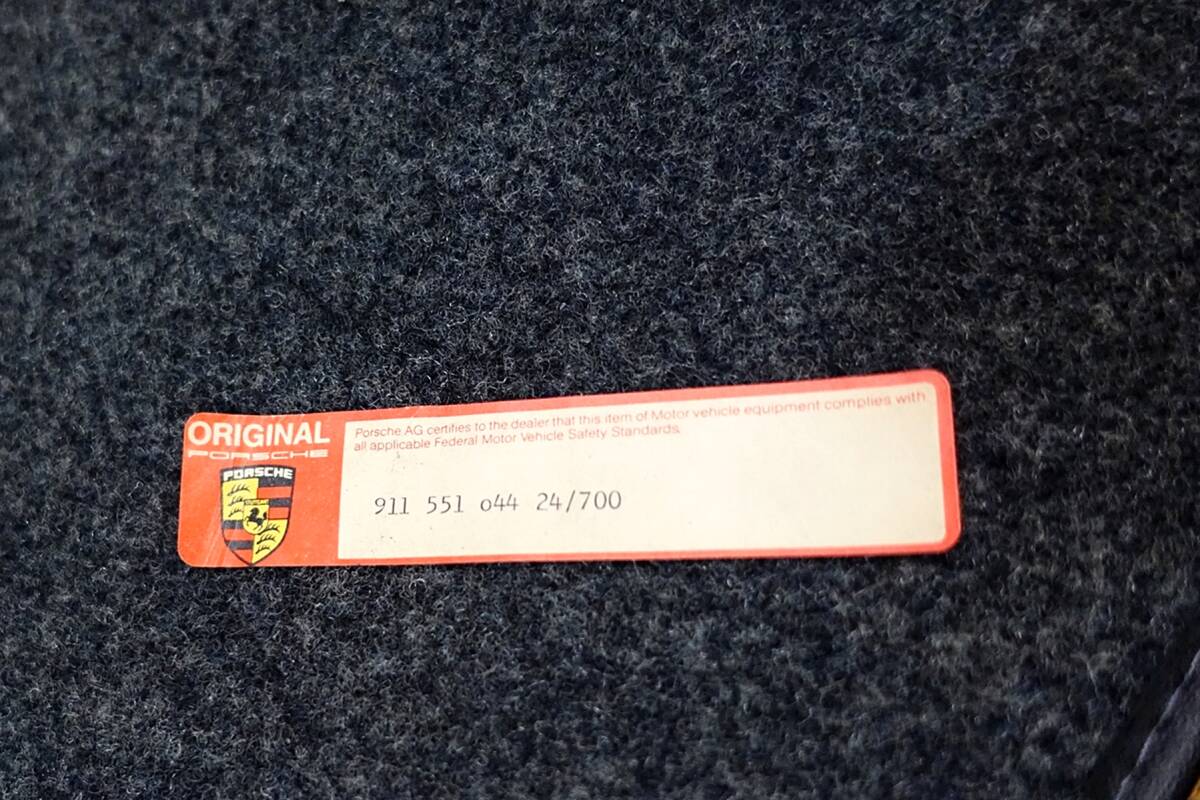 ORIGINAL
PORSCHE
PORSCHE
Porsche AG certifies to the dealer that this item of Motor vehicle equipment complies with
all applicable Federal Motor Vehicle Safety Standards.
911 551 o44 24/700